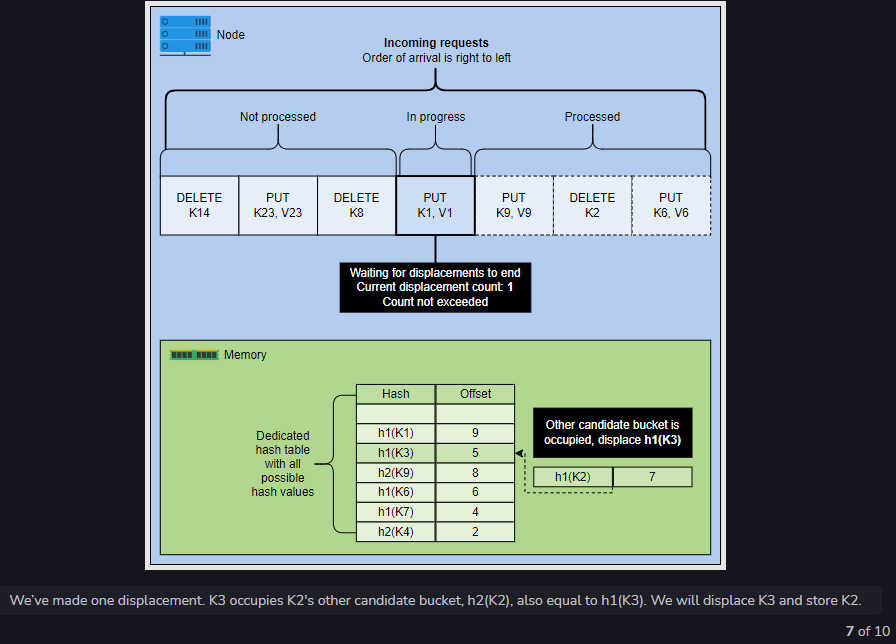 Node
Incoming requests
Order of arrival is right to left
Not processed
In progress
Processed
DELETE
K14
PUT
K23, V23
DELETE
K8
PUT
K1, V1
PUT
K9, V9
DELETE
K2
PUT
K6, V6
Waiting for displacements to end
Current displacement count: 1
Count not exceeded
Memory
Dedicated
hash table
with all
possible
hash values
Hash Offset
h1(K1) 9
h1(K3) 5
h2(K9) 8
h1(K6) 6
h1(K7) 4
h2(K4) 2
Other candidate bucket is
occupied, displace h1(K3)
h1(K2) 7
We've made one displacement. K3 occupies K2's other candidate bucket, h2(K2), also equal to h1(K3). We will displace K3 and store K2.
7 of 10